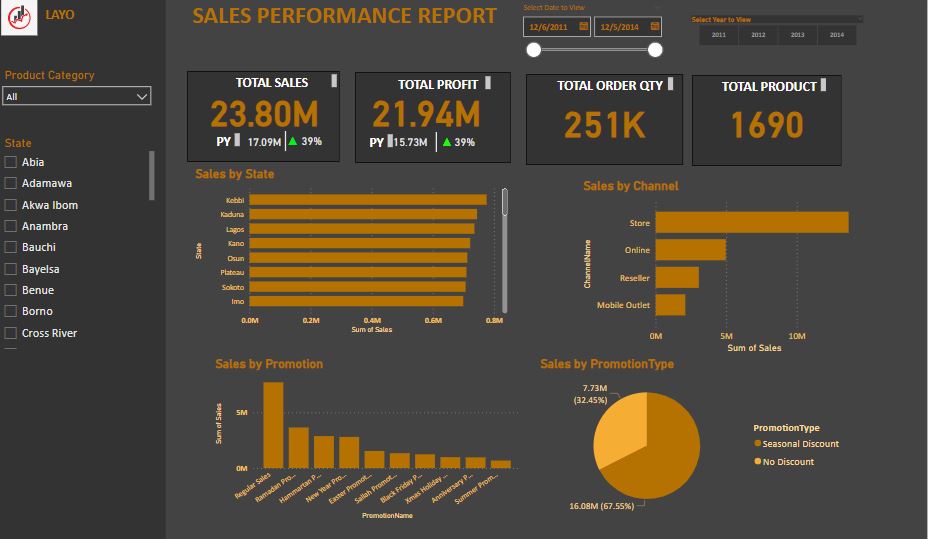 LAYO
SALES PERFORMANCE REPORT
Select Date to View
12/6/2011
12/5/2014
Select Year to View
2011
2012
2013
2014
Product Category
All
State
Abia
Adamawa
Akwa Ibom
Anambra
Bauchi
Bayelsa
Benue
Borno
Cross River
TOTAL SALES
23.80M
PY 17.09M 39%
TOTAL PROFIT
21.94M
PY 15.73M 39%
TOTAL ORDER QTY
251K
TOTAL PRODUCT
1690
Sales by State
State
Kebbi
Kaduna
Lagos
Kano
Osun
Plateau
Sokoto
Imo
0.0M 0.2M 0.4M 0.6M 0.8M
Sum of Sales
Sales by Channel
ChannelName
Store
Online
Reseller
Mobile Outlet
0M 5M 10M
Sum of Sales
Sales by Promotion
Sum of Sales
5M
0M
Regular Sales
Ramadan Pro...
Hammartan P...
New Year Pro...
Easter Promot...
Sallah Promot...
Black Friday P...
Xmas Holiday ...
Anniversary P...
Summer Prom...
PromotionName
Sales by PromotionType
7.73M
(32.45%)
16.08M (67.55%)
PromotionType
Seasonal Discount
No Discount